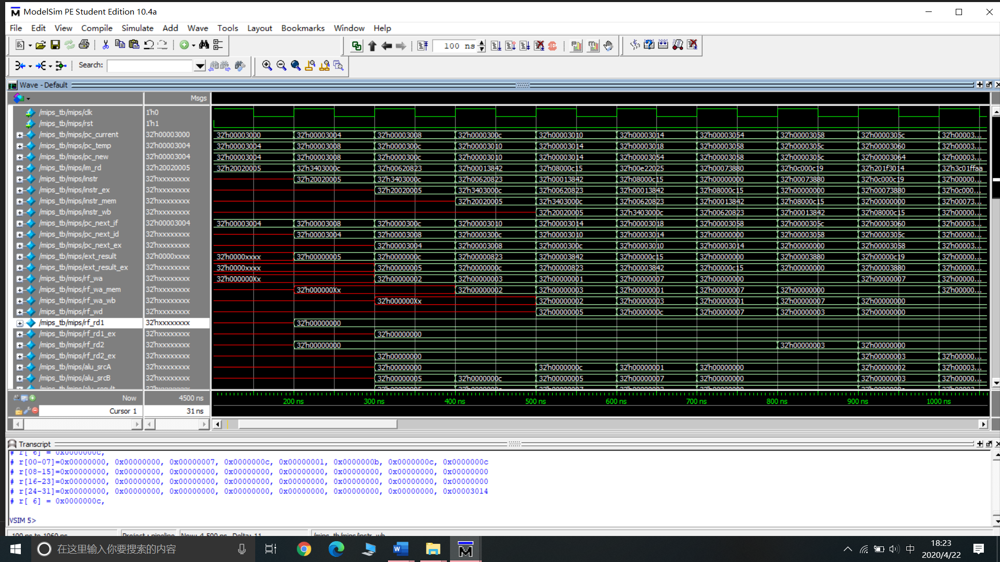 ModelSim PE Student Edition 10.4a
File Edit View Compile Simulate Add Wave Tools Layout Bookmarks Window Help
100 ns
Search:
Wave - Default
Msgs
/mips_tb/mips/clk 1'h0
/mips_tb/mips/rst 1'h1
/mips_tb/mips/pc_current 32'h00003000 32'h00003000 32'h00003004 32'h00003008 32'h0000300c 32'h00003010 32'h00003014 32'h00003054 32'h00003058 32'h0000305c 32'h00003...
/mips_tb/mips/pc_temp 32'h00003004 32'h00003004 32'h00003008 32'h0000300c 32'h00003010 32'h00003014 32'h00003018 32'h00003058 32'h0000305c 32'h00003060 32'h00003...
/mips_tb/mips/pc_new 32'h00003004 32'h00003004 32'h00003008 32'h0000300c 32'h00003010 32'h00003014 32'h00003054 32'h00003058 32'h0000305c 32'h00003064 32'h00003...
/mips_tb/mips/im_rd 32'h20020005 32'h20020005 32'h3403000c 32'h00620823 32'h00013842 32'h08000c15 32'h00e22025 32'h00073880 32'h0c000c19 32'h201f3014 32'h3c01ffaa
/mips_tb/mips/instr 32'hxxxxxxxx 32'h20020005 32'h3403000c 32'h00620823 32'h00013842 32'h08000c15 32'h00000000 32'h00073880 32'h0c000c19 32'h00000...
/mips_tb/mips/instr_ex 32'hxxxxxxxx 32'h20020005 32'h3403000c 32'h00620823 32'h00013842 32'h08000c15 32'h00000000 32'h00073880 32'h0c000...
/mips_tb/mips/instr_mem 32'hxxxxxxxx 32'h20020005 32'h3403000c 32'h00620823 32'h00013842 32'h08000c15 32'h00000000 32'h00073...
/mips_tb/mips/instr_wb 32'hxxxxxxxx 32'h20020005 32'h3403000c 32'h00620823 32'h00013842 32'h08000c15 32'h00000...
/mips_tb/mips/pc_next_if 32'h00003004 32'h00003004 32'h00003008 32'h0000300c 32'h00003010 32'h00003014 32'h00003018 32'h00003058 32'h0000305c 32'h00003060 32'h00003...
/mips_tb/mips/pc_next_id 32'hxxxxxxxx 32'h00003004 32'h00003008 32'h0000300c 32'h00003010 32'h00003014 32'h00000000 32'h00003058 32'h0000305c 32'h00003...
/mips_tb/mips/pc_next_ex 32'hxxxxxxxx 32'h00003004 32'h00003008 32'h0000300c 32'h00003010 32'h00003014 32'h00000000 32'h00003058 32'h00003...
/mips_tb/mips/ext_result 32'h0000xxxx 32'h0000xxxx 32'h00000005 32'h0000000c 32'h00000823 32'h00003842 32'h00000c15 32'h00000000 32'h00003880 32'h00000c19 32'h00000...
/mips_tb/mips/ext_result_ex 32'hxxxxxxxx 32'h0000xxxx 32'h00000005 32'h0000000c 32'h00000823 32'h00003842 32'h00000c15 32'h00000000 32'h00003880 32'h00000...
/mips_tb/mips/rf_wa 32'hxxxxxxxx 32'h000000Xx 32'h00000002 32'h00000003 32'h00000001 32'h00000007 32'h00000000 32'h00000007 32'h00000...
/mips_tb/mips/rf_wa_mem 32'hxxxxxxxx 32'h000000Xx 32'h00000002 32'h00000003 32'h00000001 32'h00000007 32'h00000000 32'h00000...
/mips_tb/mips/rf_wa_wb 32'hxxxxxxxx 32'h000000Xx 32'h00000002 32'h00000003 32'h00000001 32'h00000007 32'h00000000
/mips_tb/mips/rf_wd 32'hxxxxxxxx 32'h00000005 32'h0000000c 32'h00000007 32'h00000003 32'h00000000
/mips_tb/mips/rf_rd1 32'hxxxxxxxx 32'h00000000
/mips_tb/mips/rf_rd1_ex 32'hxxxxxxxx 32'h00000000
/mips_tb/mips/rf_rd2 32'hxxxxxxxx 32'h00000000 32'h00000003 32'h00000000
/mips_tb/mips/rf_rd2_ex 32'hxxxxxxxx 32'h00000000 32'h00000003 32'h00000...
/mips_tb/mips/alu_srcA 32'hxxxxxxxx 32'h00000000 32'h0000000c 32'h00000001 32'h00000000 32'h00000002 32'h00003...
/mips_tb/mips/alu_srcB 32'hxxxxxxxx 32'h00000005 32'h0000000c 32'h00000005 32'h00000007 32'h00000000 32'h00000003 32'h00000...
Now 4500 ns 200 ns 300 ns 400 ns 500 ns 600 ns 700 ns 800 ns 900 ns 1000 ns
Cursor 1 31 ns
Transcript
# r[ 6] = 0x0000000c,
# r[00-07]=0x00000000, 0x00000000, 0x00000007, 0x0000000c, 0x00000001, 0x0000000b, 0x0000000c, 0x0000000c
# r[08-15]=0x00000000, 0x00000000, 0x00000000, 0x00000000, 0x00000000, 0x00000000, 0x00000000, 0x00000000
# r[16-23]=0x00000000, 0x00000000, 0x00000000, 0x00000000, 0x00000000, 0x00000000, 0x00000000, 0x00000000
# r[24-31]=0x00000000, 0x00000000, 0x00000000, 0x00000000, 0x00000000, 0x00000000, 0x00000000, 0x00003014
# r[ 6] = 0x0000000c,
VSIM 5>
100 ns to 1060 ns Project : pipeline Now: 4,500 ns Delta: 11 /mips_tb/mips/instr_wb
在这里输入你要搜索的内容
中
18:23
2020/4/22